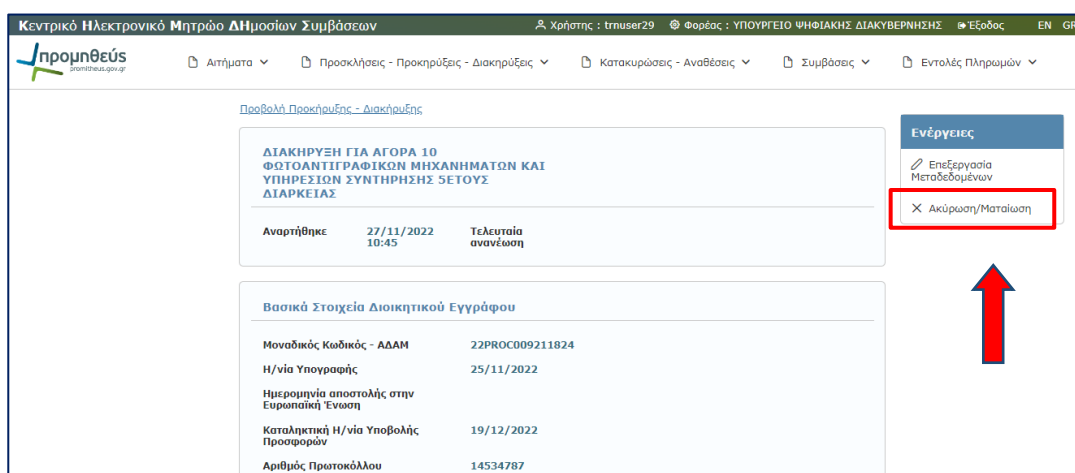 Κεντρικό Ηλεκτρονικό Μητρώο ΔΗμοσίων Συμβάσεων
Χρήστης : trnuser29 Φορέας : ΥΠΟΥΡΓΕΙΟ ΨΗΦΙΑΚΗΣ ΔΙΑΚΥΒΕΡΝΗΣΗΣ Έξοδος EN GR
προμηθεύς
promitheus.gov.gr
Αιτήματα Προσκλήσεις - Προκηρύξεις - Διακηρύξεις Κατακυρώσεις - Αναθέσεις Συμβάσεις Εντολές Πληρωμών
Προβολή Προκήρυξης - Διακήρυξης
ΔΙΑΚΗΡΥΞΗ ΓΙΑ ΑΓΟΡΑ 10
ΦΩΤΟΑΝΤΙΓΡΑΦΙΚΩΝ ΜΗΧΑΝΗΜΑΤΩΝ ΚΑΙ
ΥΠΗΡΕΣΙΩΝ ΣΥΝΤΗΡΗΣΗΣ 5ΕΤΟΥΣ
ΔΙΑΡΚΕΙΑΣ
Αναρτήθηκε 27/11/2022 Τελευταία
10:45 ανανέωση
Βασικά Στοιχεία Διοικητικού Εγγράφου
Μοναδικός Κωδικός - ΑΔΑΜ 22PROC009211824
Η/νία Υπογραφής 25/11/2022
Ημερομηνία αποστολής στην
Ευρωπαϊκή Ένωση
Καταληκτική Η/νία Υποβολής 19/12/2022
Προσφορών
Αριθμός Πρωτοκόλλου 14534787
Ενέργειες
Επεξεργασία
Μεταδεδομένων
Ακύρωση/Ματαίωση